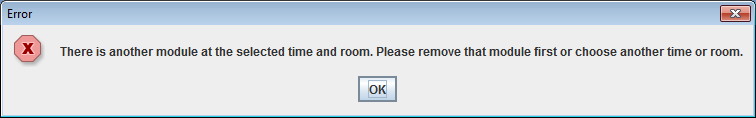 Error
There is another module at the selected time and room. Please remove that module first or choose another time or room.
OK